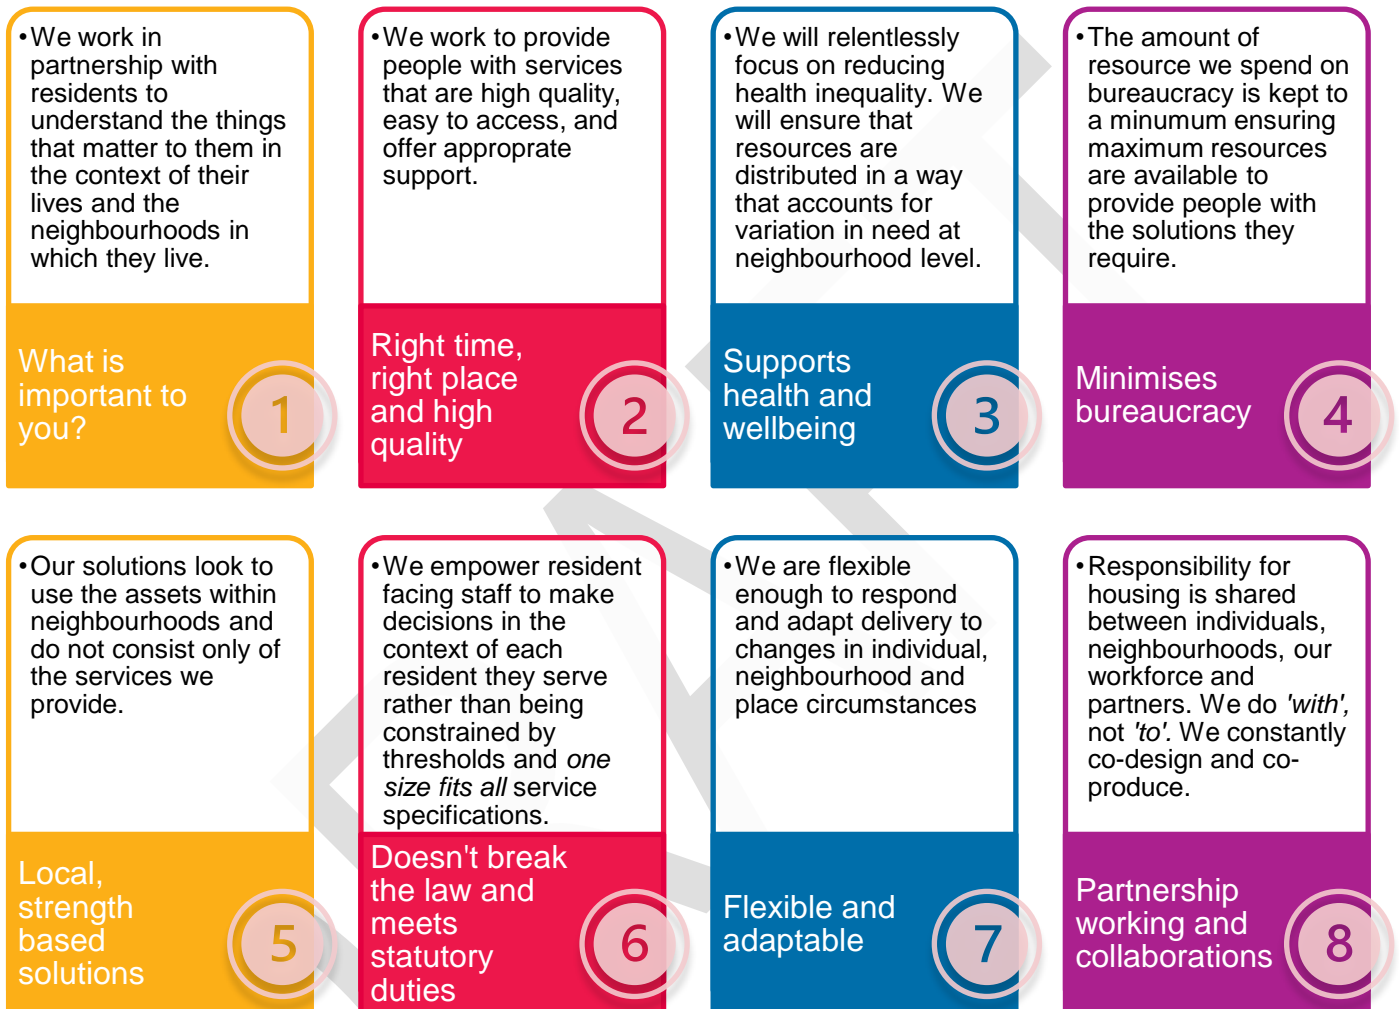 •We work in
partnership with
residents to
understand the things
that matter to them in
the context of their
lives and the
neighbourhoods in
which they live.
What is
important to
you?
1
•We work to provide
people with services
that are high quality,
easy to access, and
offer approprate
support.
Right time,
right place
and high
quality
2
•We will relentlessly
focus on reducing
health inequality. We
will ensure that
resources are
distributed in a way
that accounts for
variation in need at
neighbourhood level.
Supports
health and
wellbeing
3
•The amount of
resource we spend on
bureaucracy is kept to
a minumum ensuring
maximum resources
are available to
provide people with
the solutions they
require.
Minimises
bureaucracy
4
•Our solutions look to
use the assets within
neighbourhoods and
do not consist only of
the services we
provide.
Local,
strength
based
solutions
5
•We empower resident
facing staff to make
decisions in the
context of each
resident they serve
rather than being
constrained by
thresholds and one
size fits all service
specifications.
Doesn't break
the law and
meets
statutory
duties
6
•We are flexible
enough to respond
and adapt delivery to
changes in individual,
neighbourhood and
place circumstances
Flexible and
adaptable
7
•Responsibility for
housing is shared
between individuals,
neighbourhoods, our
workforce and
partners. We do 'with',
not 'to'. We constantly
co-design and co-
produce.
Partnership
working and
collaborations
8